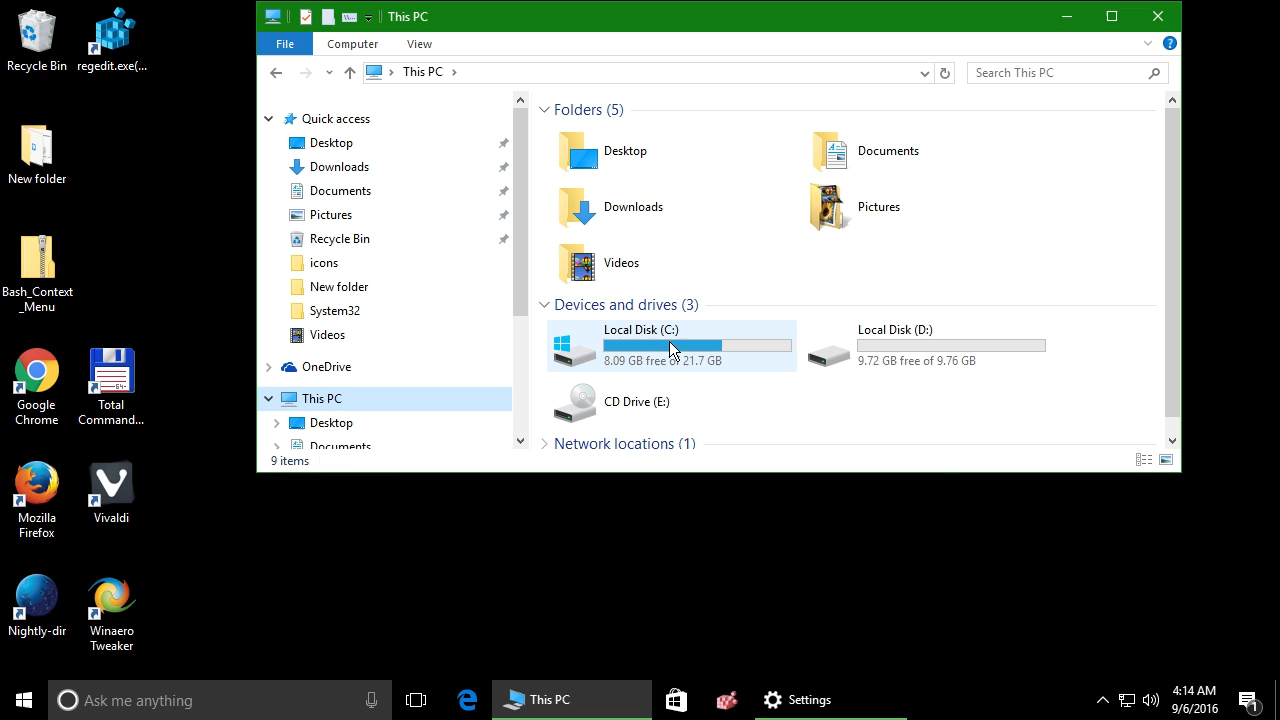 Recycle Bin
regedit.exe(...
New folder
Bash_Context
_Menu
Google
Chrome
Total
Command...
Mozilla
Firefox
Vivaldi
Nightly-dir
Winaero
Tweaker
This PC
File
Computer
View
This PC
Search This PC
Quick access
Desktop
Downloads
Documents
Pictures
Recycle Bin
icons
New folder
System32
Videos
OneDrive
This PC
Desktop
Documents
Folders (5)
Desktop
Documents
Downloads
Pictures
Videos
Devices and drives (3)
Local Disk (C:)
8.09 GB free of 21.7 GB
Local Disk (D:)
9.72 GB free of 9.76 GB
CD Drive (E:)
Network locations (1)
9 items
Ask me anything
This PC
Settings
4:14 AM
9/6/2016
1